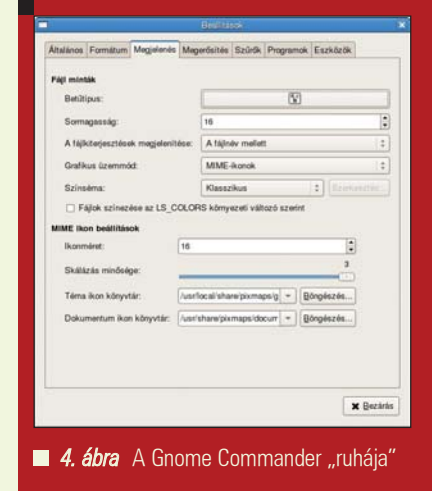 Beállítások
Általános Formátum Megjelenés Megerősítés Szűrők Programok Eszközök
Fájl minták
Betűtípus:
Sormagasság: 16
A fájlkiterjesztések megjelenítése: A fájlnév mellett
Grafikus üzemmód: MIME-ikonok
Színséma: Klasszikus Szerkesztés...
Fájlok színezése az LS_COLORS környezeti változó szerint
MIME ikon beállítások
Ikonméret: 16
3
Skálázás minősége:
Téma ikon könyvtár: /usr/local/share/pixmaps/g Böngészés...
Dokumentum ikon könyvtár: /usr/share/pixmaps/docum Böngészés...
Bezárás
4. ábra A Gnome Commander „ruhája”